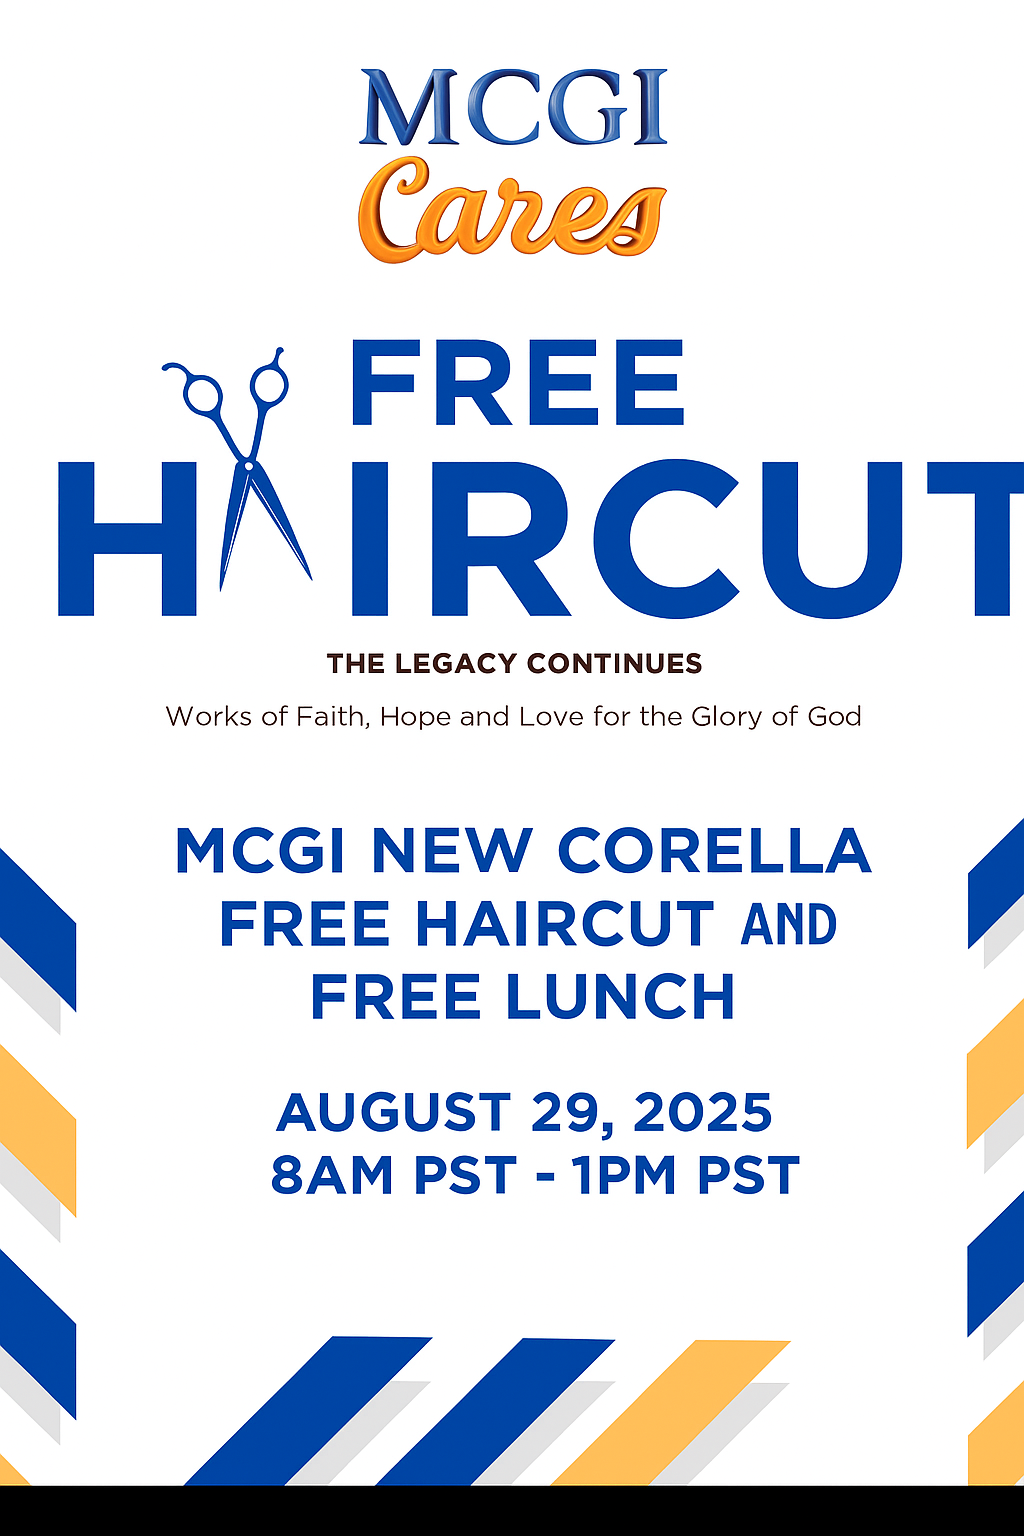 MCGI
Cares
FREE
HAIRCUT
THE LEGACY CONTINUES
Works of Faith, Hope and Love for the Glory of God
MCGI NEW CORELLA
FREE HAIRCUT AND
FREE LUNCH
AUGUST 29, 2025
8AM PST - 1PM PST